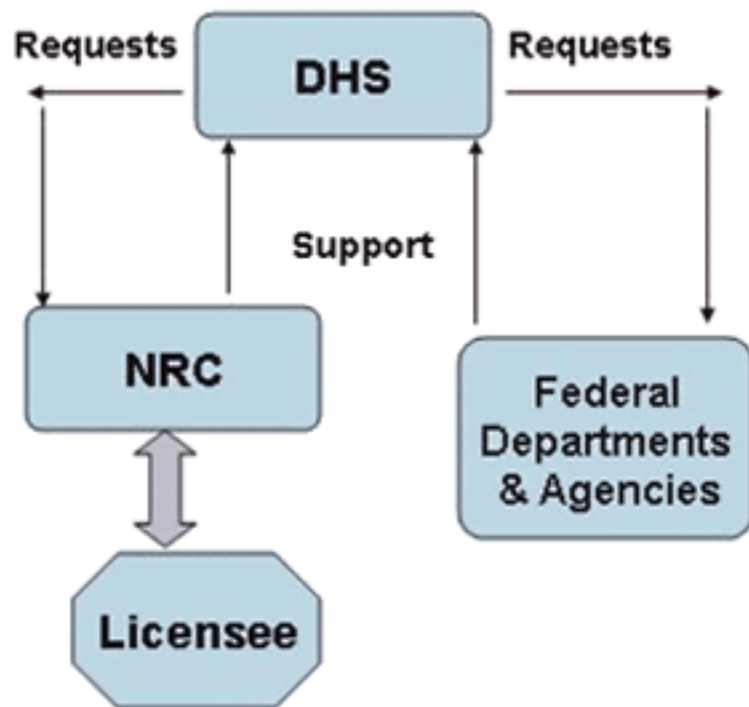 Requests
DHS
Requests
Support
NRC
Federal
Departments
& Agencies
Licensee